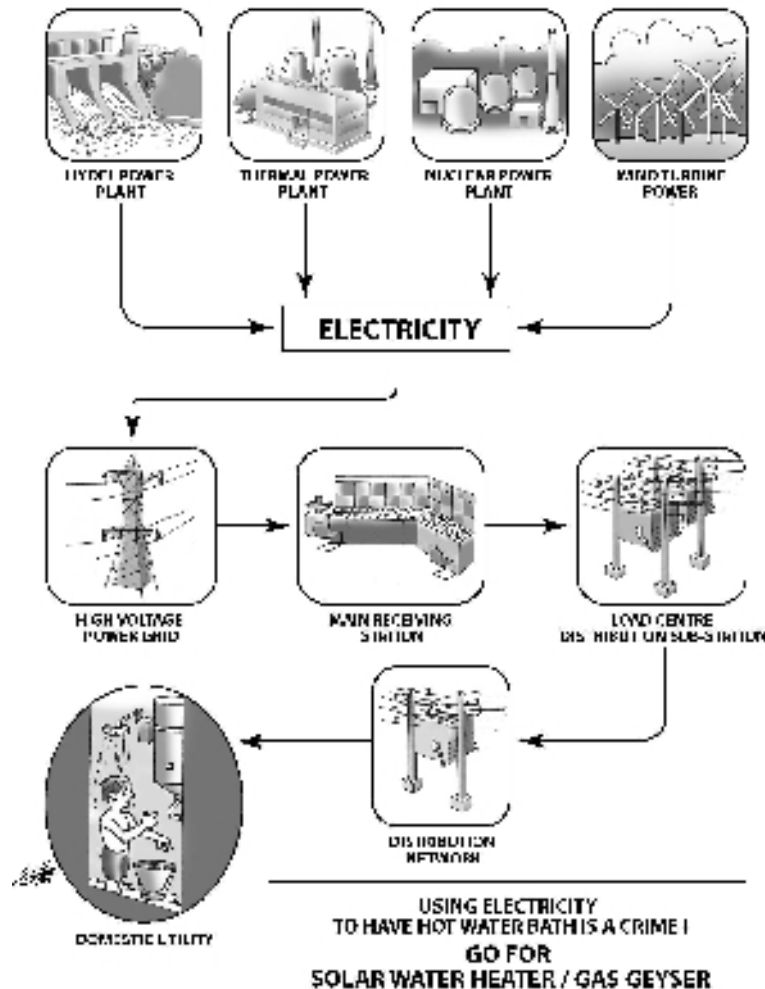 HYDEL POWER
PLANT
THERMAL POWER
PLANT
NUCLEAR POWER
PLANT
WIND TURBINE
POWER
ELECTRICITY
HIGH VOLTAGE
POWER GRID
MAIN RECEIVING
STATION
LOAD CENTRE
DISTRIBUTION SUB-STATION
DISTRIBUTION
NETWORK
DOMESTIC UTILITY
USING ELECTRICITY
TO HAVE HOT WATER BATH IS A CRIME !
GO FOR
SOLAR WATER HEATER / GAS GEYSER